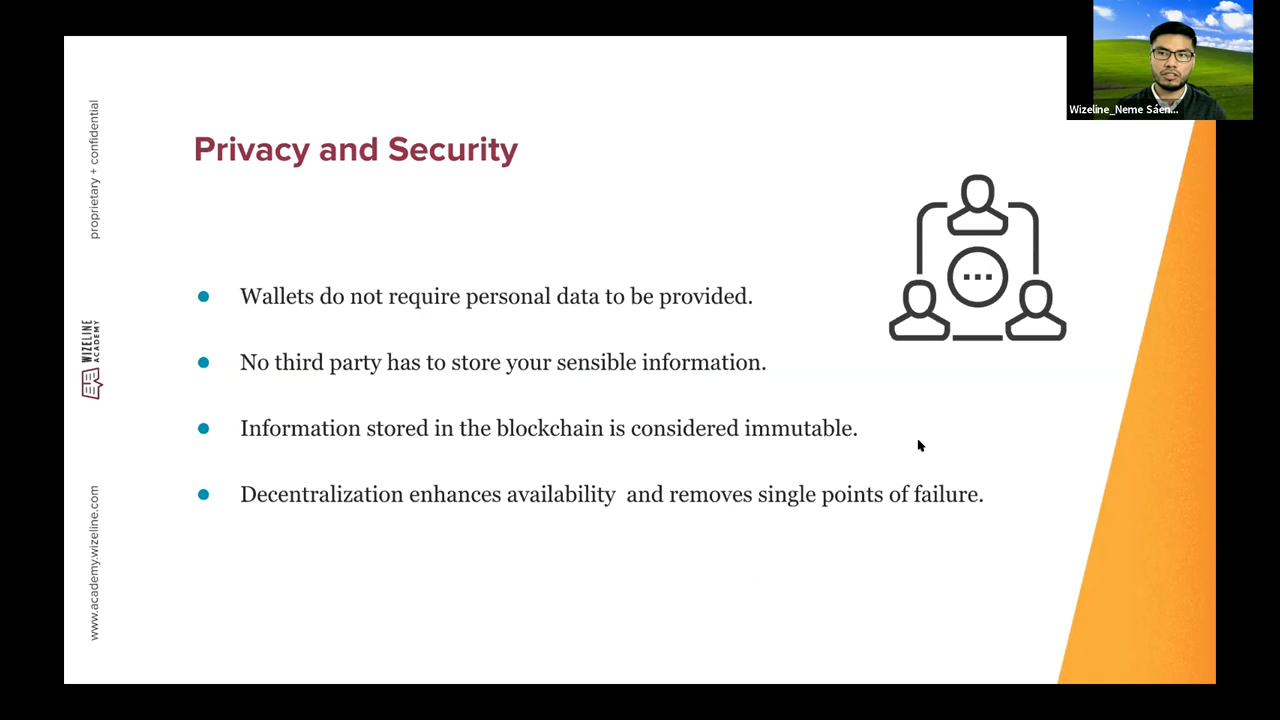 Wizeline_Neme Sáen...
proprietary + confidential
Privacy and Security
Wallets do not require personal data to be provided.
No third party has to store your sensible information.
WIZELINE
ACADEMY
Information stored in the blockchain is considered immutable.
Decentralization enhances availability  and removes single points of failure.
www.academy.wizeline.com